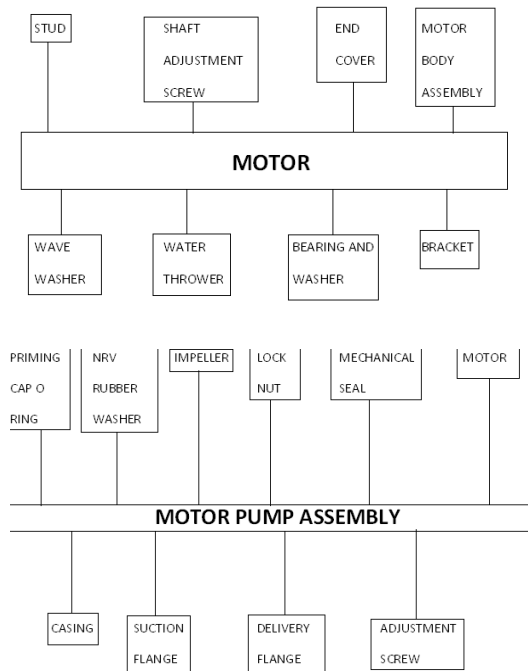 STUD
SHAFT
ADJUSTMENT
SCREW
END
COVER
MOTOR
BODY
ASSEMBLY
MOTOR
WAVE
WASHER
WATER
THROWER
BEARING AND
WASHER
BRACKET
PRIMING
CAP O
RING
NRV
RUBBER
WASHER
IMPELLER
LOCK
NUT
MECHANICAL
SEAL
MOTOR
MOTOR PUMP ASSEMBLY
CASING
SUCTION
FLANGE
DELIVERY
FLANGE
ADJUSTMENT
SCREW